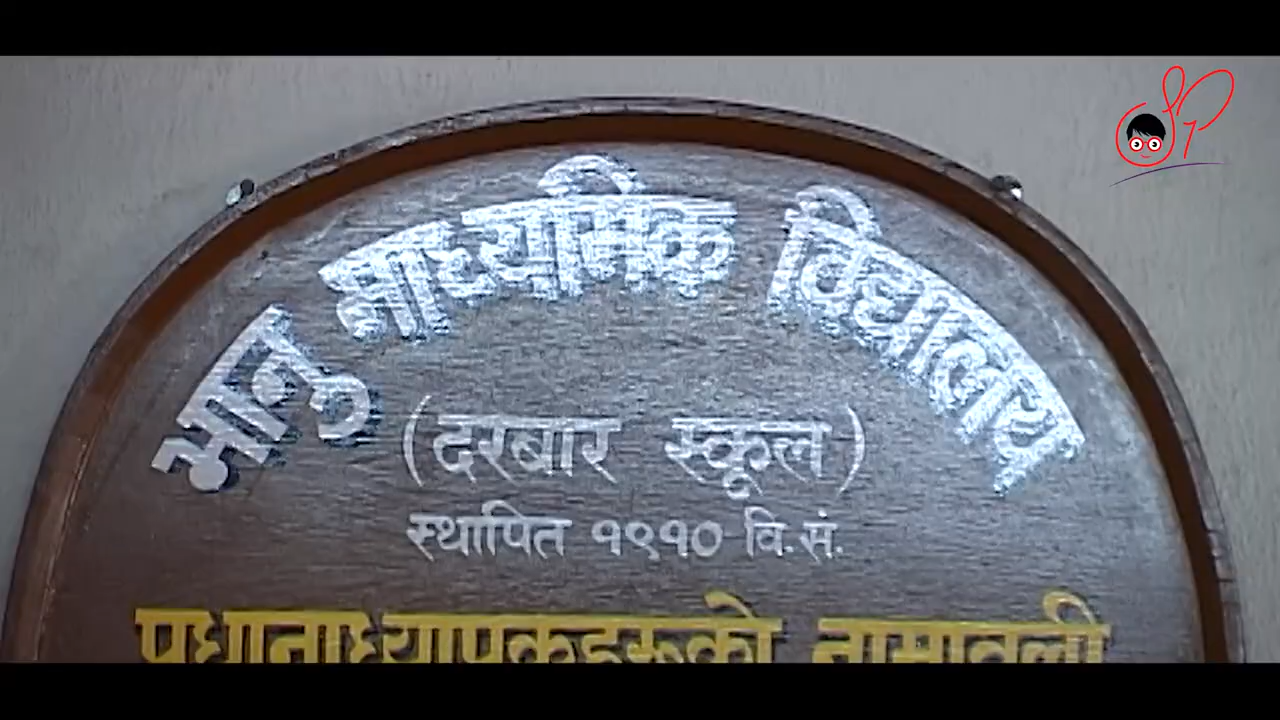 भानु माध्यमिक विद्यालय
(दरबार स्कूल)
स्थापित १९१० वि.सं.
प्रधानाध्यापकहरूको नामावली